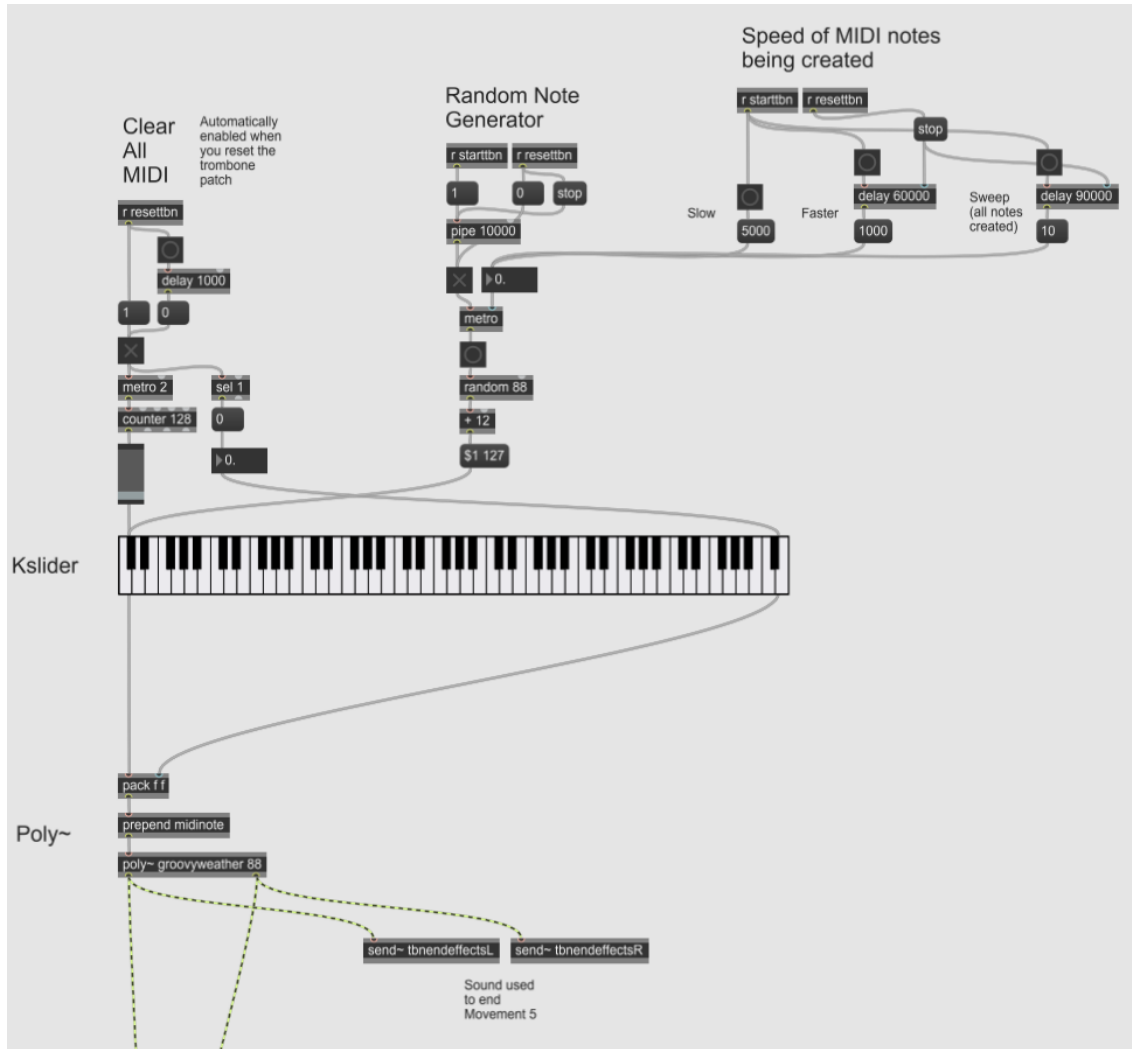 Speed of MIDI notes
being created
r starttbn
r resettbn
stop
Slow
5000
Faster
delay 60000
1000
Sweep
(all notes
created)
delay 90000
10
Random Note
Generator
r starttbn
r resettbn
1
0
stop
pipe 10000
0.
metro
random 88
+ 12
$1 127
Clear
All
MIDI
Automatically
enabled when
you reset the
trombone
patch
r resettbn
delay 1000
1
0
metro 2
sel 1
counter 128
0
0.
Kslider
pack f f
prepend midinote
Poly~
poly~ groovyweather 88
send~ tbnendeffectsL
send~ tbnendeffectsR
Sound used
to end
Movement 5